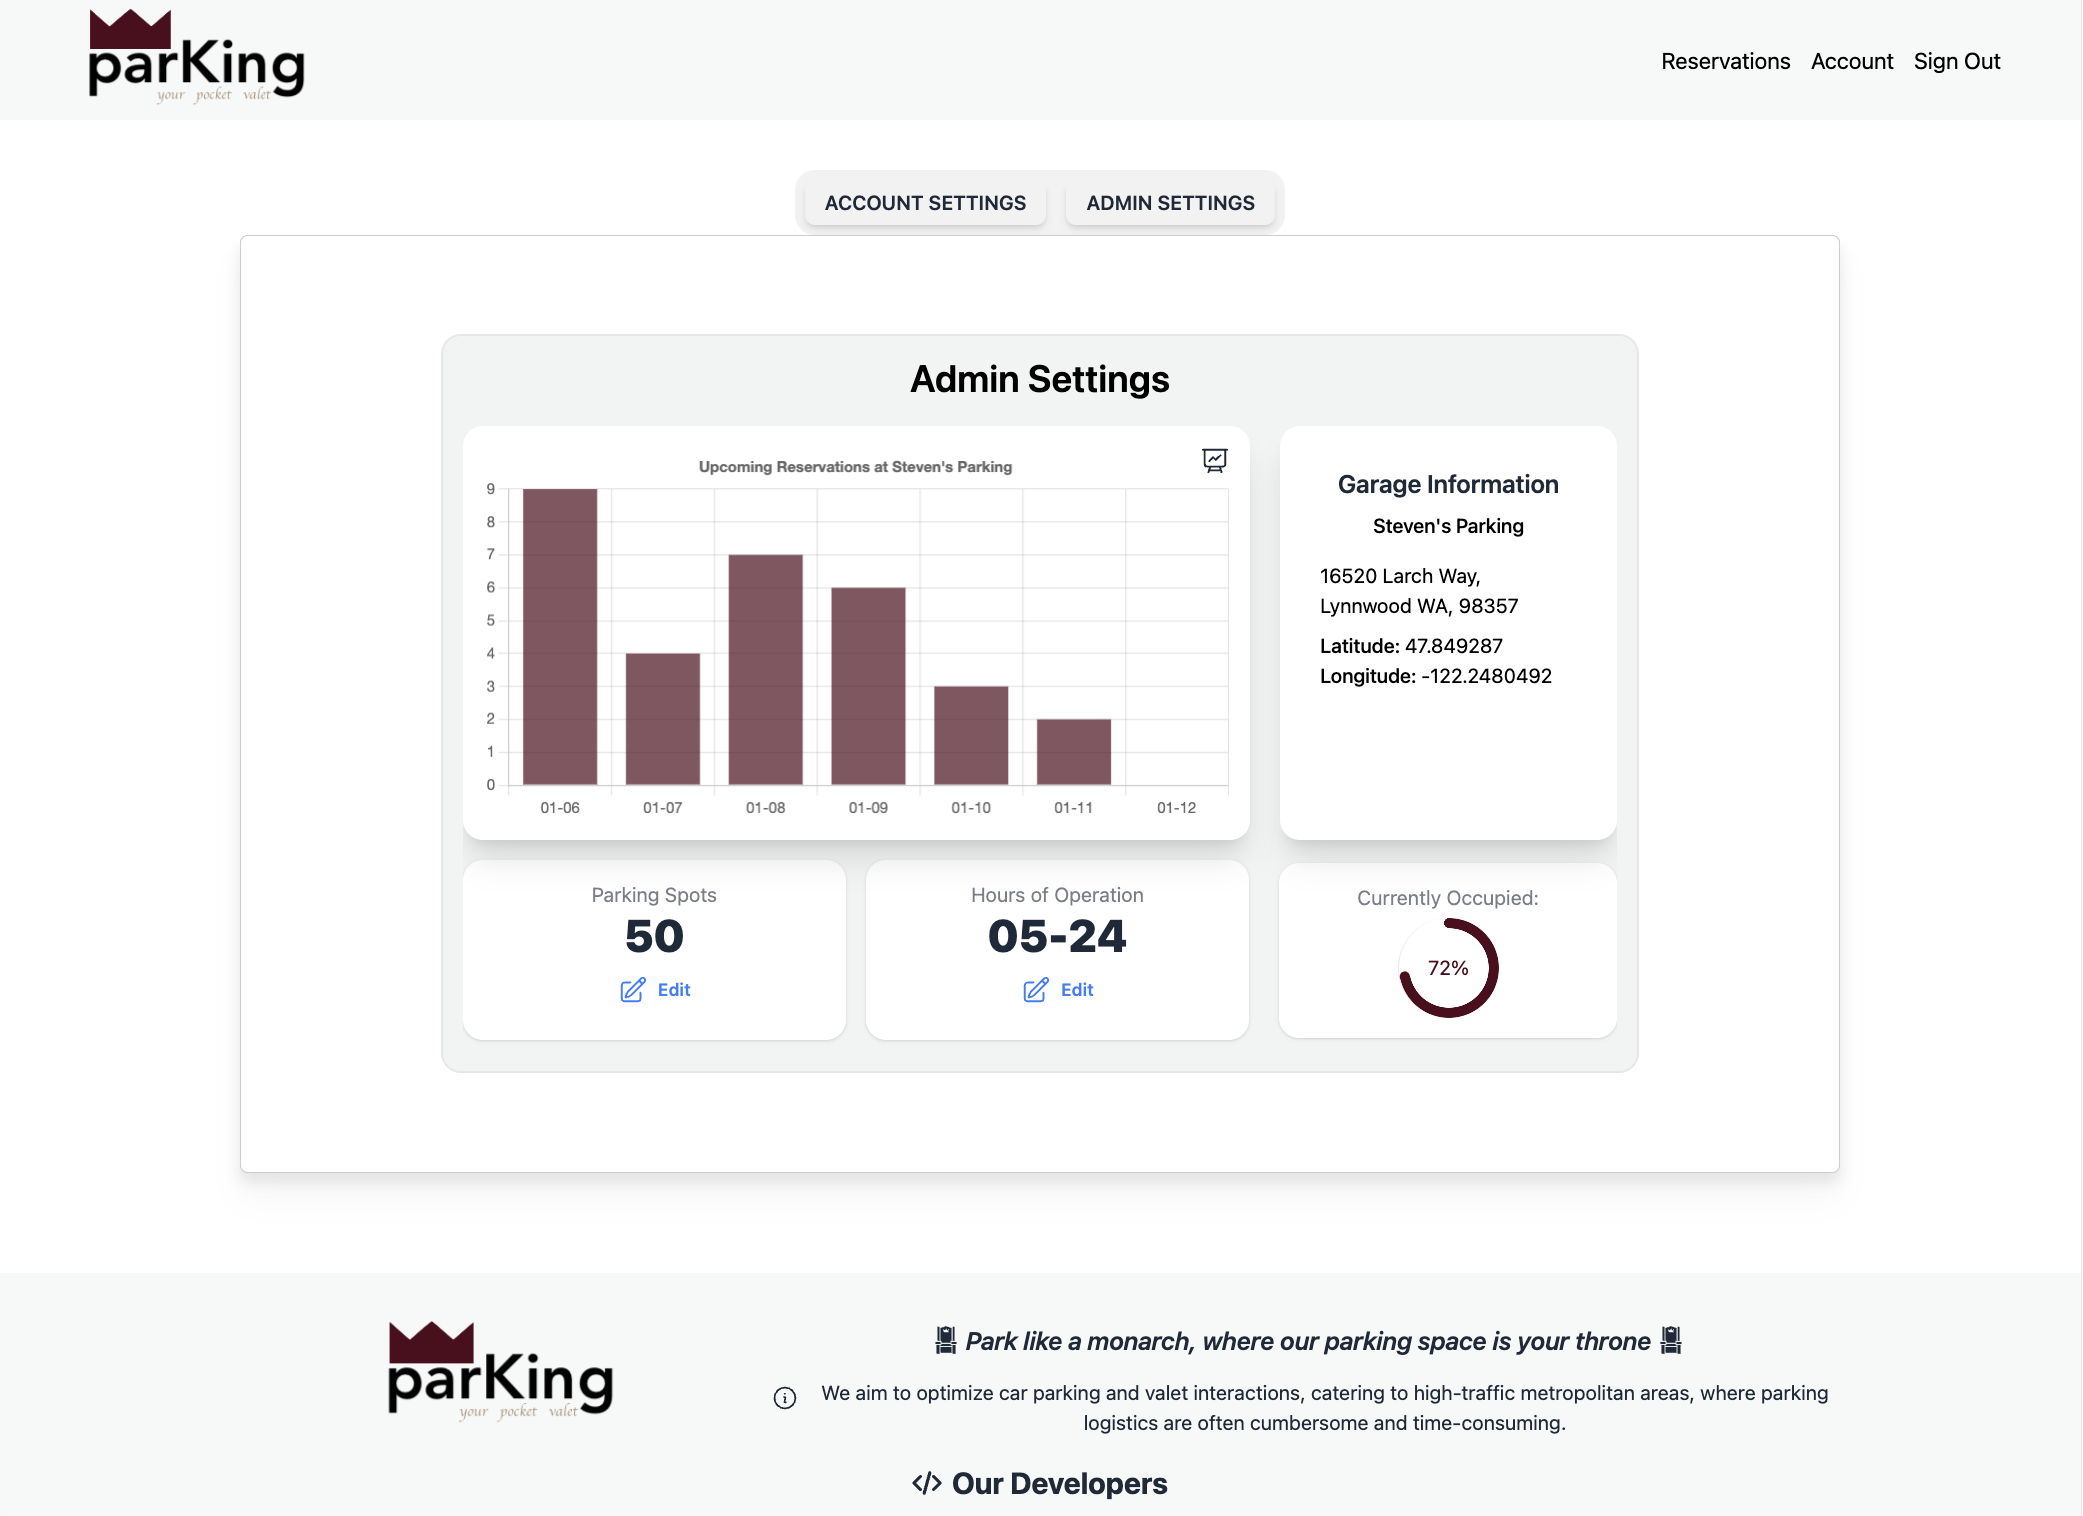 parKing
your pocket valet
Reservations Account Sign Out
ACCOUNT SETTINGS ADMIN SETTINGS
Admin Settings
Upcoming Reservations at Steven's Parking
9
8
7
6
5
4
3
2
1
0
01-06 01-07 01-08 01-09 01-10 01-11 01-12
Garage Information
Steven's Parking
16520 Larch Way,
Lynnwood WA, 98357
Latitude: 47.849287
Longitude: -122.2480492
Parking Spots
50
Edit
Hours of Operation
05-24
Edit
Currently Occupied:
72%
parKing
your pocket valet
Park like a monarch, where our parking space is your throne
We aim to optimize car parking and valet interactions, catering to high-traffic metropolitan areas, where parking
logistics are often cumbersome and time-consuming.
</> Our Developers